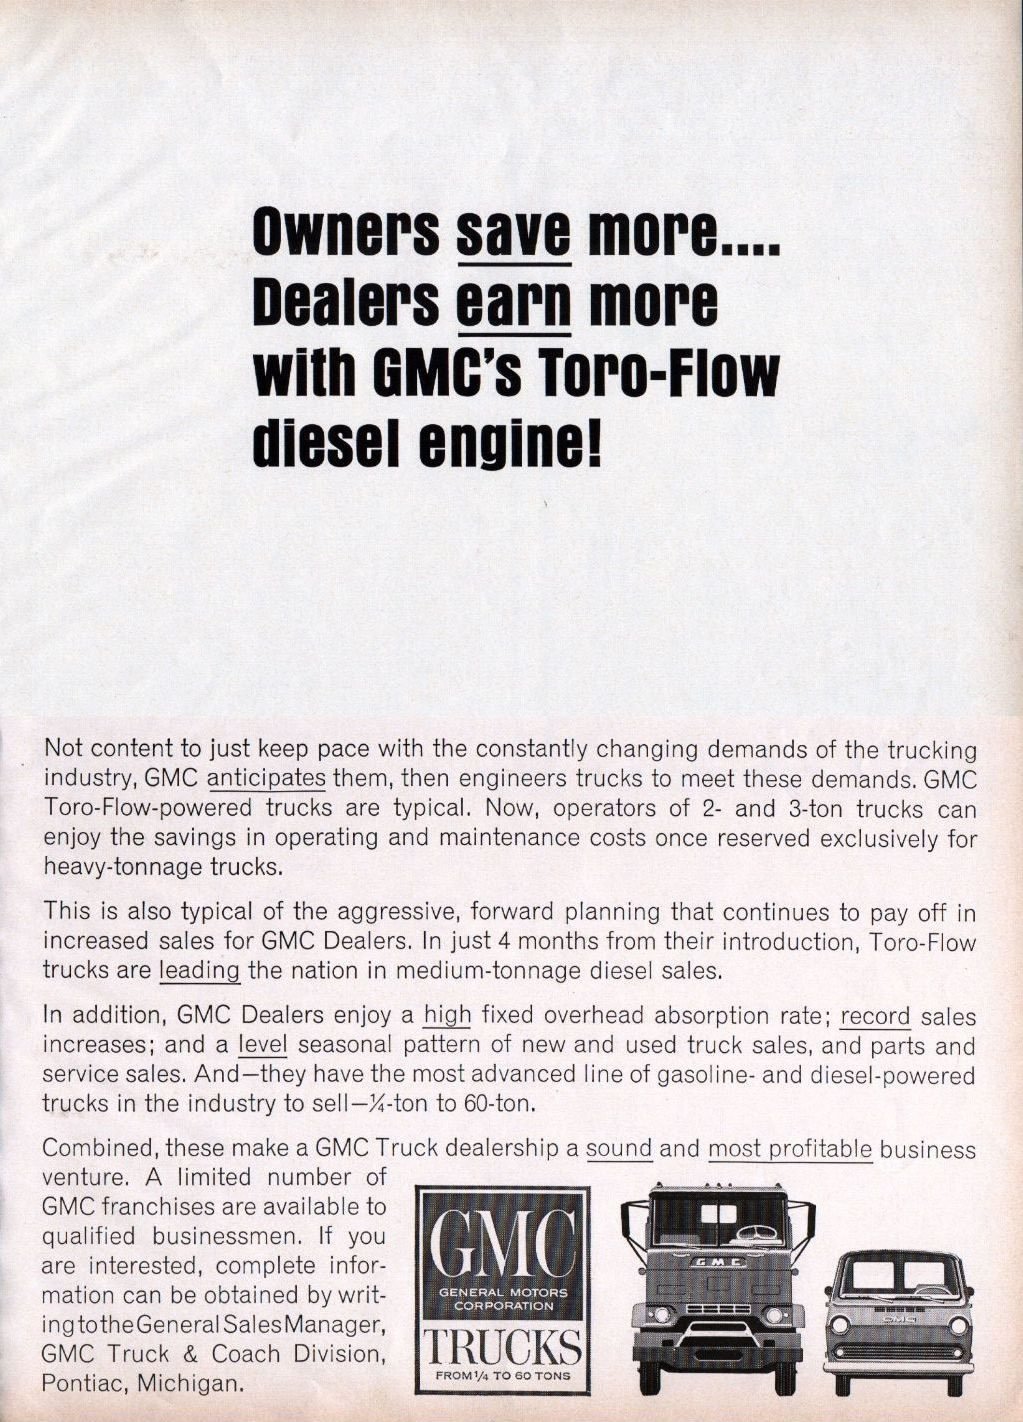 Owners save more....
Dealers earn more
with GMC's Toro-Flow
diesel engine!
Not content to just keep pace with the constantly changing demands of the trucking
industry, GMC anticipates them, then engineers trucks to meet these demands. GMC
Toro-Flow-powered trucks are typical. Now, operators of 2- and 3-ton trucks can
enjoy the savings in operating and maintenance costs once reserved exclusively for
heavy-tonnage trucks.
This is also typical of the aggressive, forward planning that continues to pay off in
increased sales for GMC Dealers. In just 4 months from their introduction, Toro-Flow
trucks are leading the nation in medium-tonnage diesel sales.
In addition, GMC Dealers enjoy a high fixed overhead absorption rate; record sales
increases; and a level seasonal pattern of new and used truck sales, and parts and
service sales. And—they have the most advanced line of gasoline- and diesel-powered
trucks in the industry to sell—¼-ton to 60-ton.
Combined, these make a GMC Truck dealership a sound and most profitable business
venture. A limited number of
GMC franchises are available to
qualified businessmen. If you
are interested, complete infor-
mation can be obtained by writ-
ing to the General Sales Manager,
GMC Truck & Coach Division,
Pontiac, Michigan.
GMC
GENERAL MOTORS
CORPORATION
TRUCKS
FROM ¼ TO 60 TONS
GMC
GMC